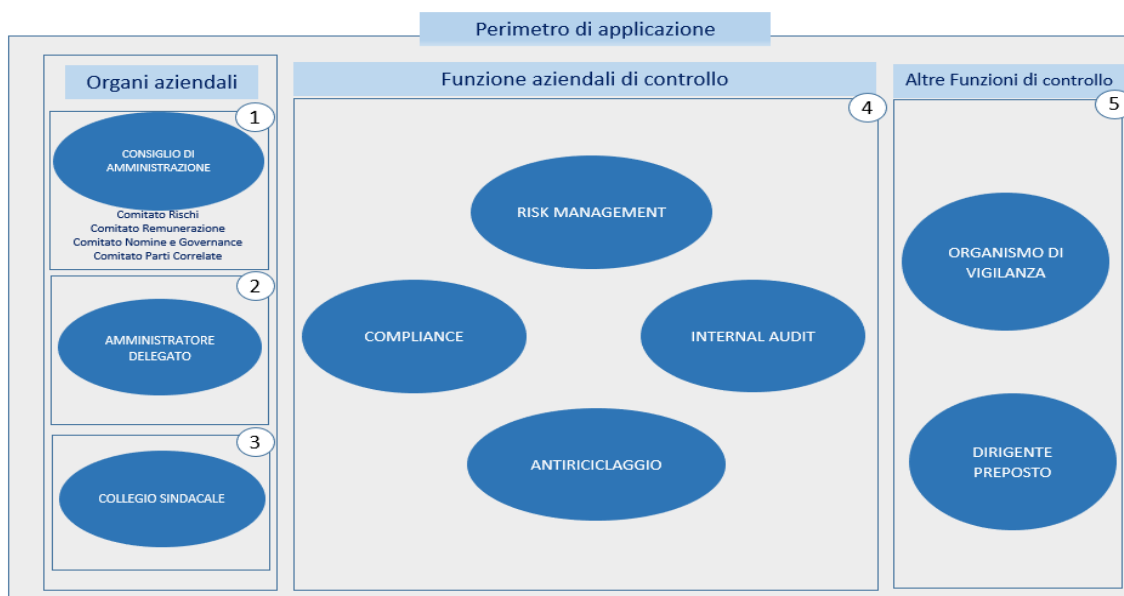 Perimetro di applicazione
Organi aziendali
1
CONSIGLIO DI
AMMINISTRAZIONE
Comitato Rischi
Comitato Remunerazione
Comitato Nomine e Governance
Comitato Parti Correlate
2
AMMINISTRATORE
DELEGATO
3
COLLEGIO SINDACALE
Funzione aziendali di controllo
4
RISK MANAGEMENT
COMPLIANCE
INTERNAL AUDIT
ANTIRICICLAGGIO
Altre Funzioni di controllo
5
ORGANISMO DI
VIGILANZA
DIRIGENTE
PREPOSTO